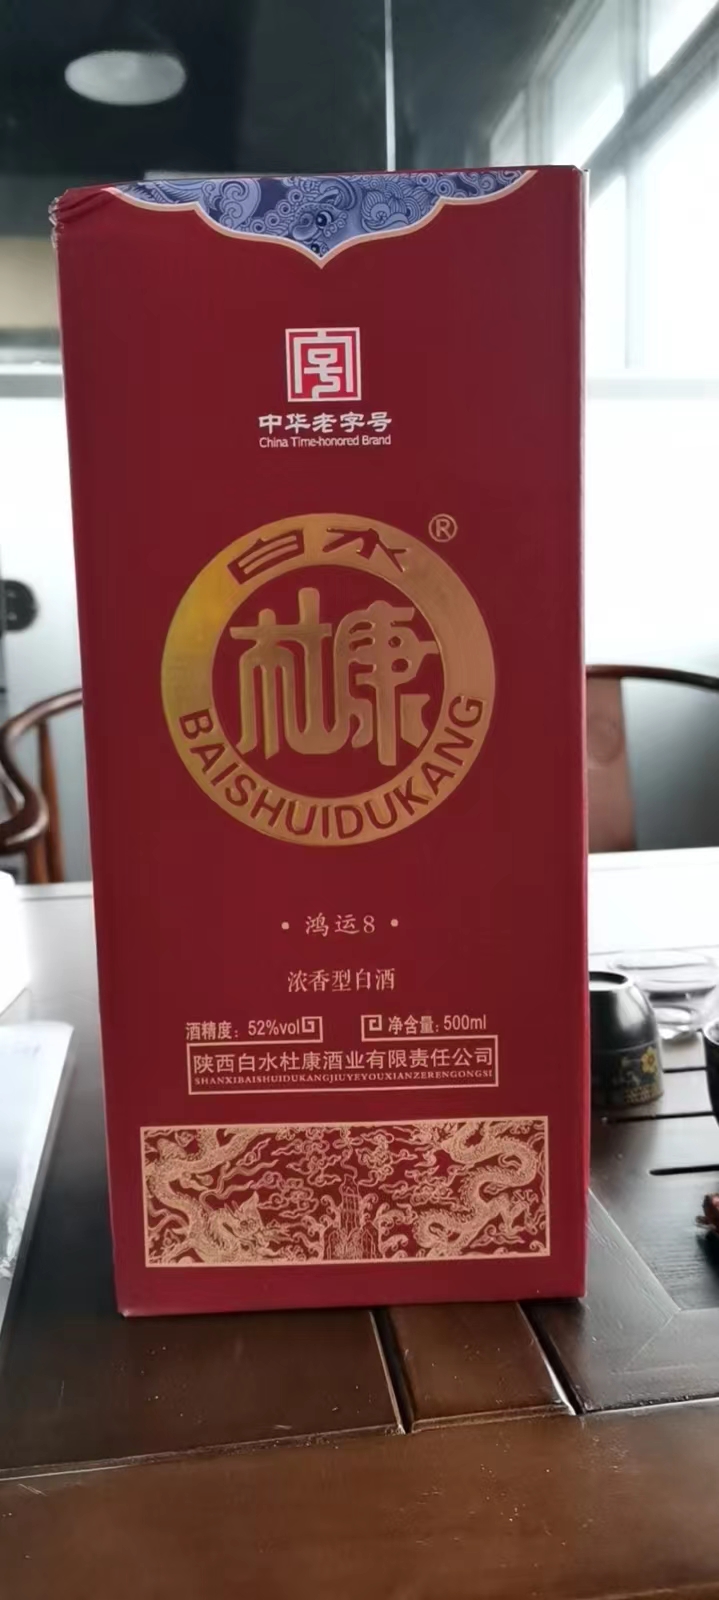 字号
中华老字号
China Time-honored Brand
®
白水
杜康
BAISHUIDUKANG
·鸿运8·
浓香型白酒
酒精度：52%vol 净含量：500ml
陕西白水杜康酒业有限责任公司
SHANXIBAISHUIDUKANGJIUYEYOUXIANZERENGONGSI